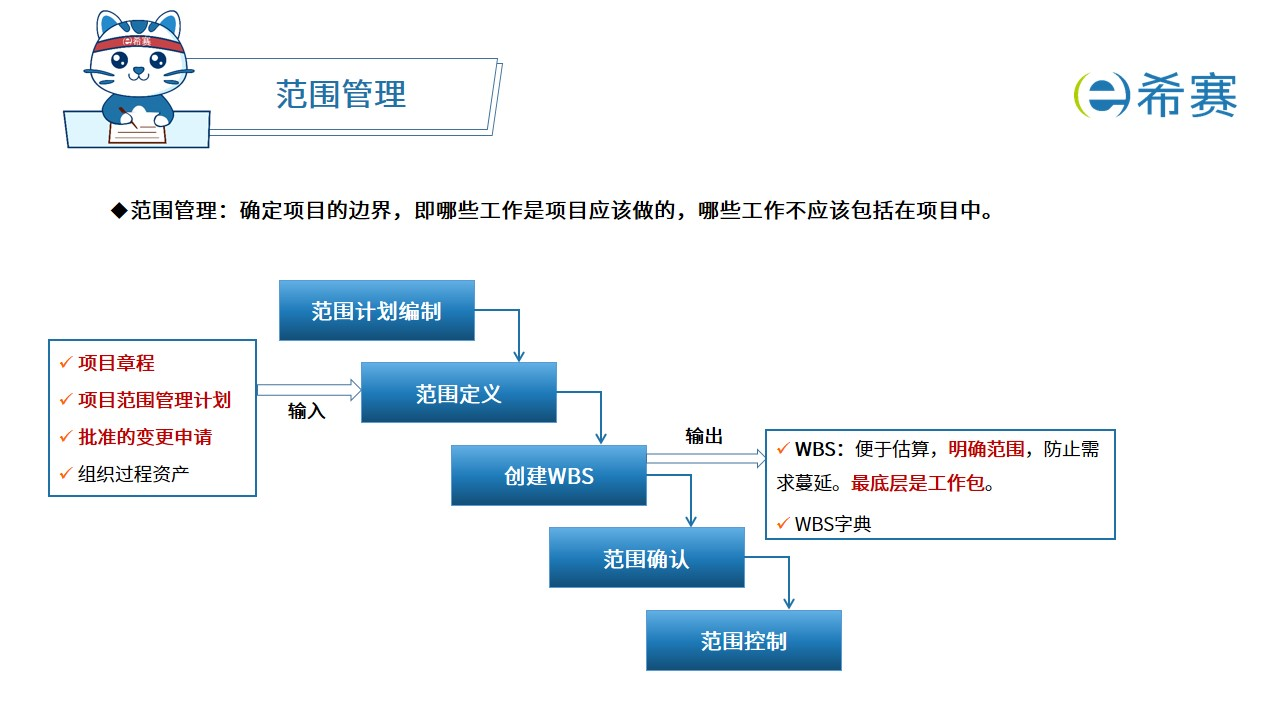 希赛
范围管理
希赛
◆范围管理：确定项目的边界，即哪些工作是项目应该做的，哪些工作不应该包括在项目中。
范围计划编制
✓ 项目章程
✓ 项目范围管理计划
✓ 批准的变更申请
✓ 组织过程资产
输入
范围定义
创建WBS
输出
✓ WBS：便于估算，明确范围，防止需
求蔓延。最底层是工作包。
✓ WBS字典
范围确认
范围控制